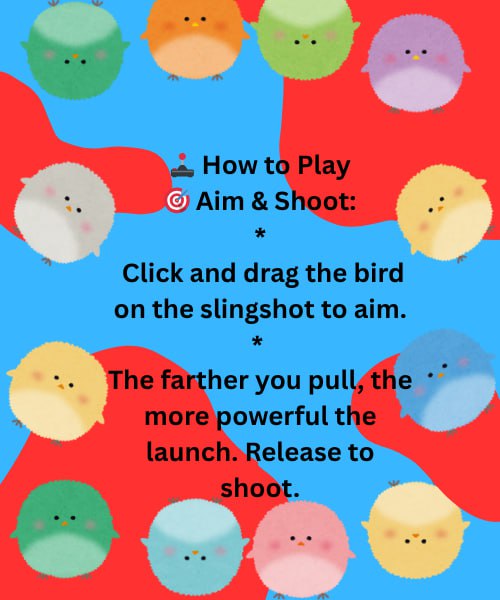 🕹️ How to Play
🎯 Aim & Shoot:
*
Click and drag the bird
on the slingshot to aim.
*
The farther you pull, the
more powerful the
launch. Release to
shoot.